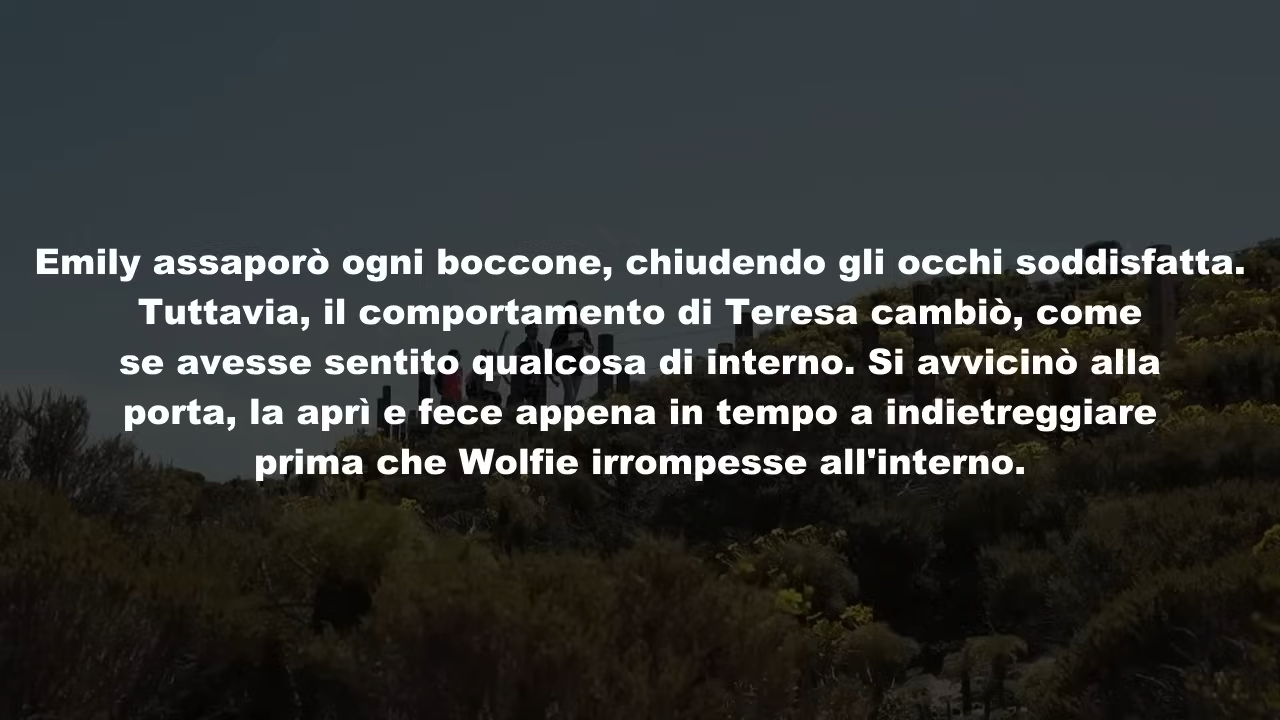 Emily assaporò ogni boccone, chiudendo gli occhi soddisfatta.
Tuttavia, il comportamento di Teresa cambiò, come
se avesse sentito qualcosa di interno. Si avvicinò alla
porta, la aprì e fece appena in tempo a indietreggiare
prima che Wolfie irrompesse all'interno.